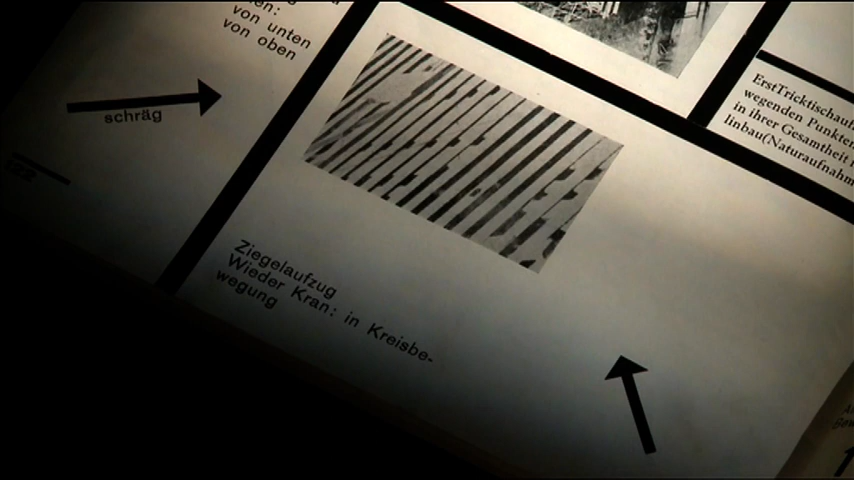 von unten
von oben
schräg
Ziegelaufzug
Wieder Kran: in Kreisbe-
wegung
ErstTricktischauf
wegenden Punkten
in ihrer Gesamtheit
linbau(Naturaufnahm